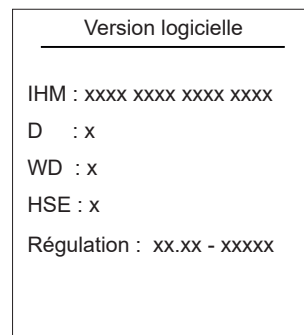 Version logicielle
IHM : xxxx xxxx xxxx xxxx
D : x
WD : x
HSE : x
Régulation : xx.xx - xxxxx